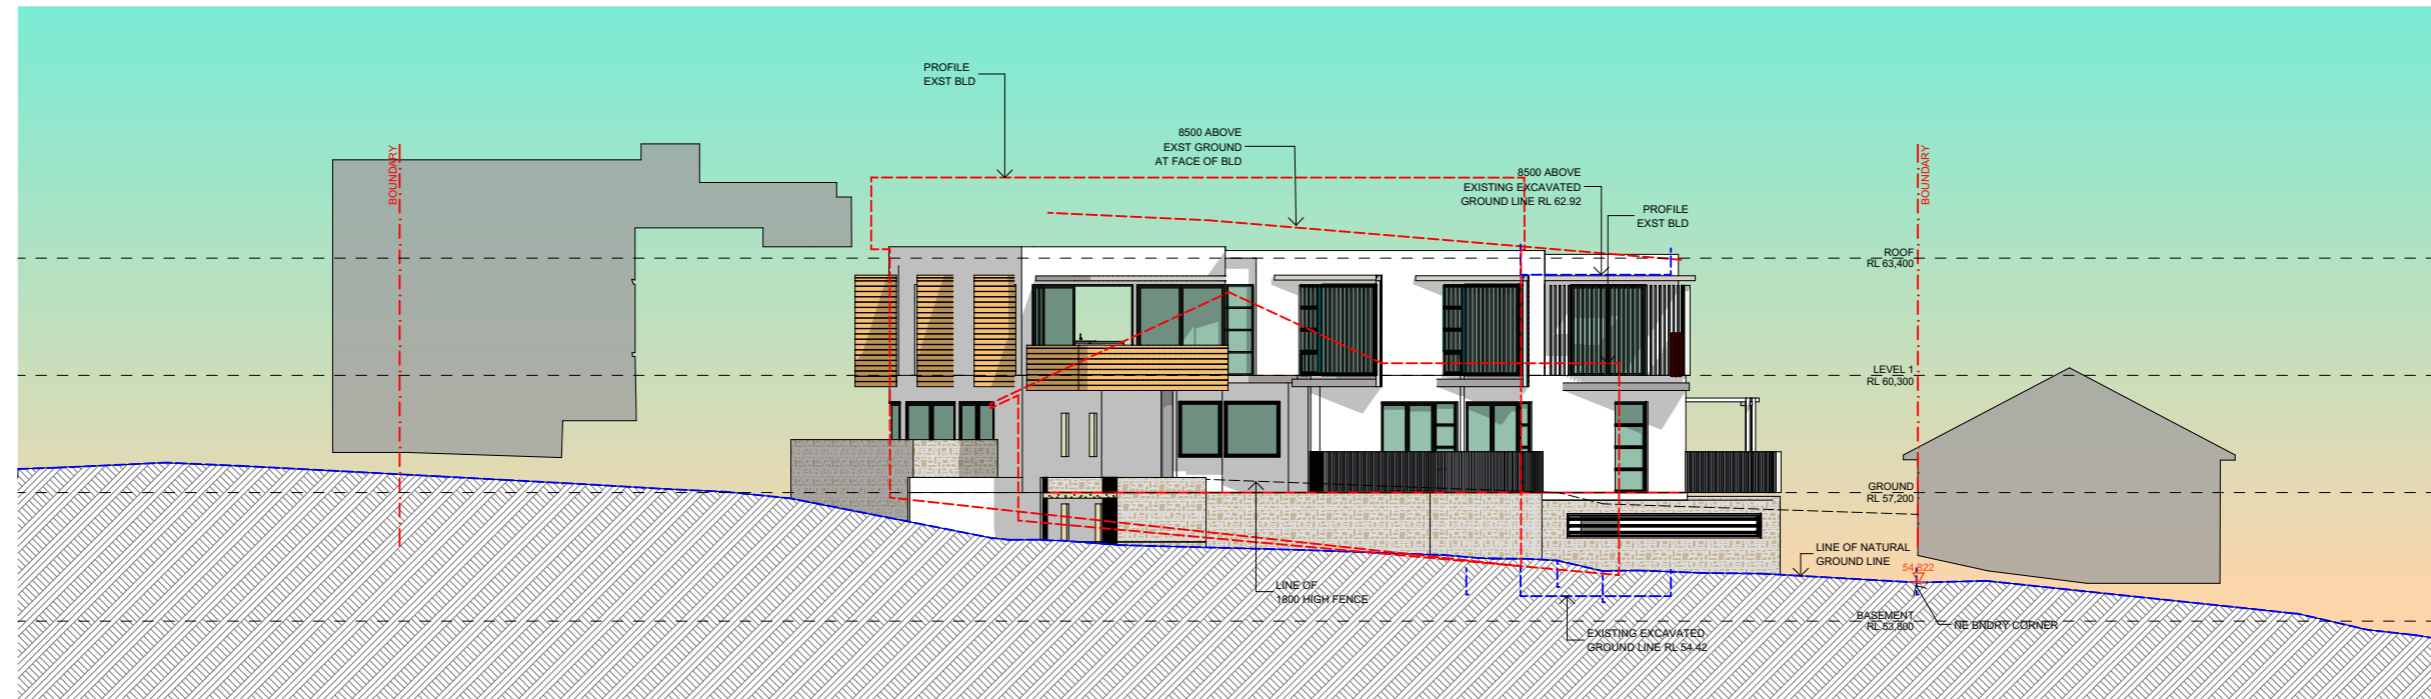 PROFILE
EXST BLD
8500 ABOVE
EXST GROUND
AT FACE OF BLD
BOUNDARY
8500 ABOVE
EXISTING EXCAVATED
GROUND LINE RL 62.92
BOUNDARY
PROFILE
EXST BLD
ROOF
RL 63,400
LEVEL 1
RL 60,300
GROUND
RL 57,200
LINE OF NATURAL
GROUND LINE
54,822
LINE OF
1800 HIGH FENCE
BASEMENT
RL 53,800
NE BNDRY CORNER
EXISTING EXCAVATED
GROUND LINE RL 54.42